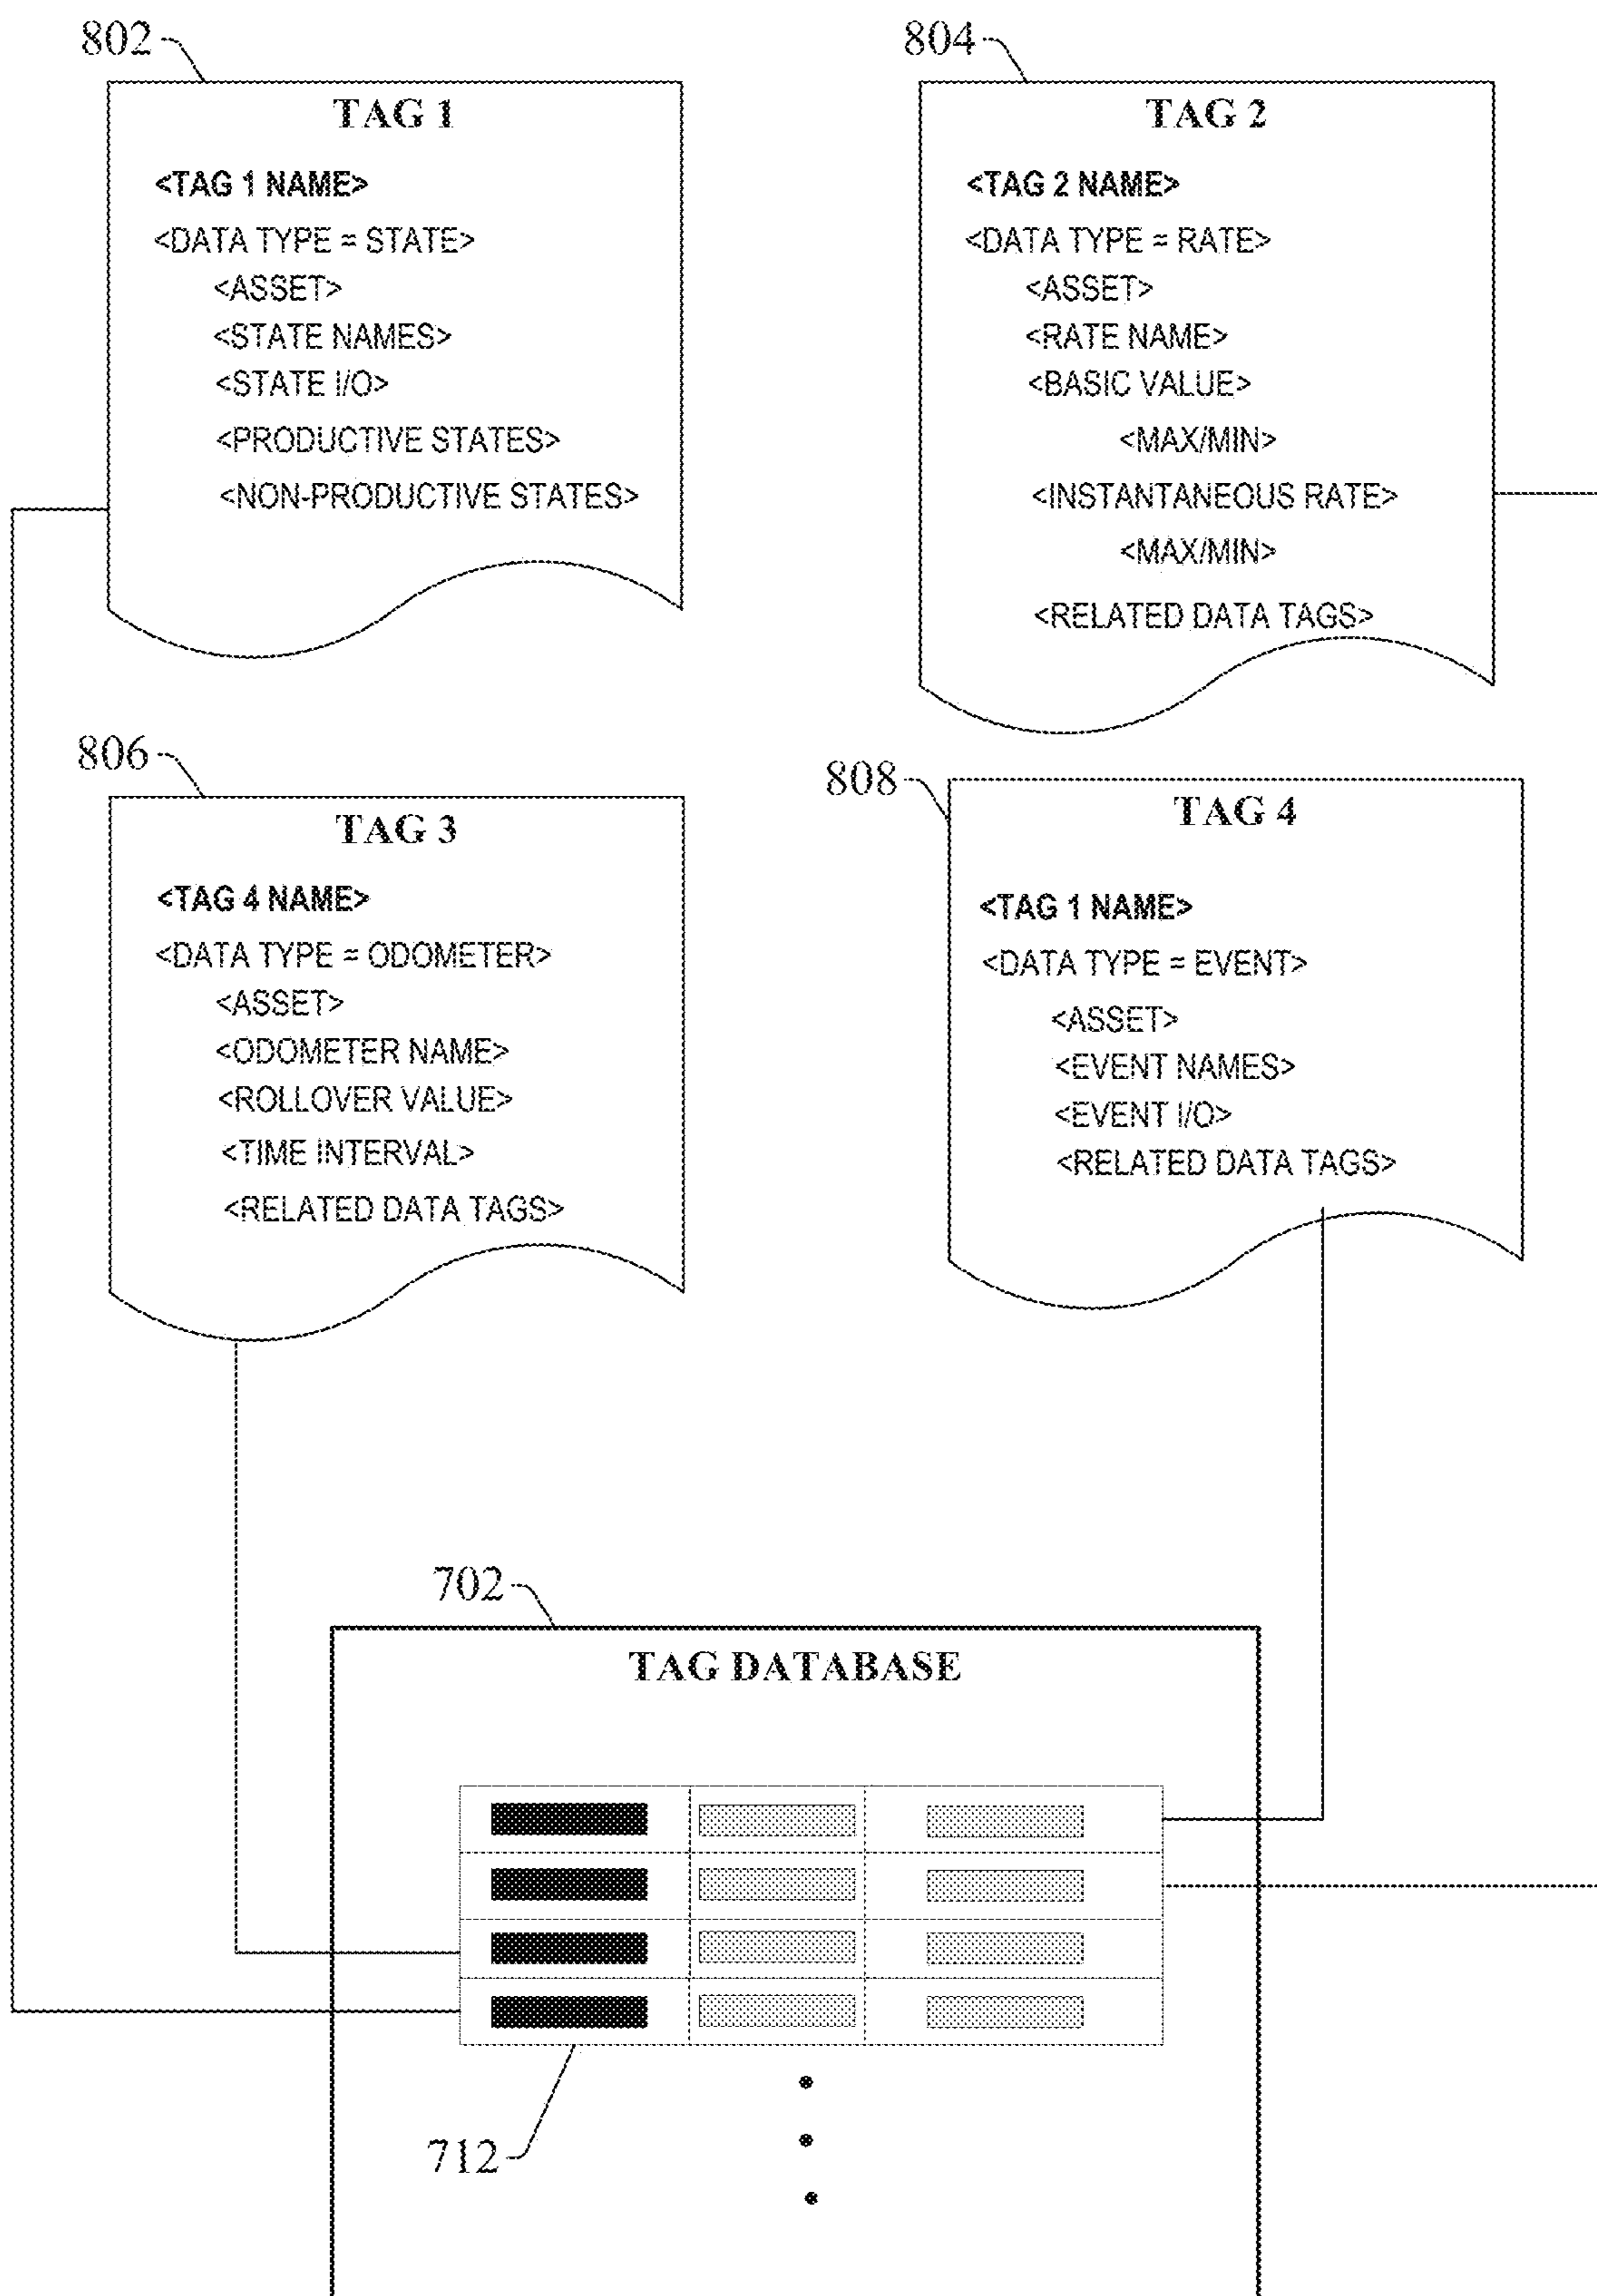 802
TAG 1
<TAG 1 NAME>
<DATA TYPE = STATE>
<ASSET>
<STATE NAMES>
<STATE I/O>
<PRODUCTIVE STATES>
<NON-PRODUCTIVE STATES>
804
TAG 2
<TAG 2 NAME>
<DATA TYPE = RATE>
<ASSET>
<RATE NAME>
<BASIC VALUE>
<MAX/MIN>
<INSTANTANEOUS RATE>
<MAX/MIN>
<RELATED DATA TAGS>
806
TAG 3
<TAG 4 NAME>
<DATA TYPE = ODOMETER>
<ASSET>
<ODOMETER NAME>
<ROLLOVER VALUE>
<TIME INTERVAL>
<RELATED DATA TAGS>
808
TAG 4
<TAG 1 NAME>
<DATA TYPE = EVENT>
<ASSET>
<EVENT NAMES>
<EVENT I/O>
<RELATED DATA TAGS>
702
TAG DATABASE
712